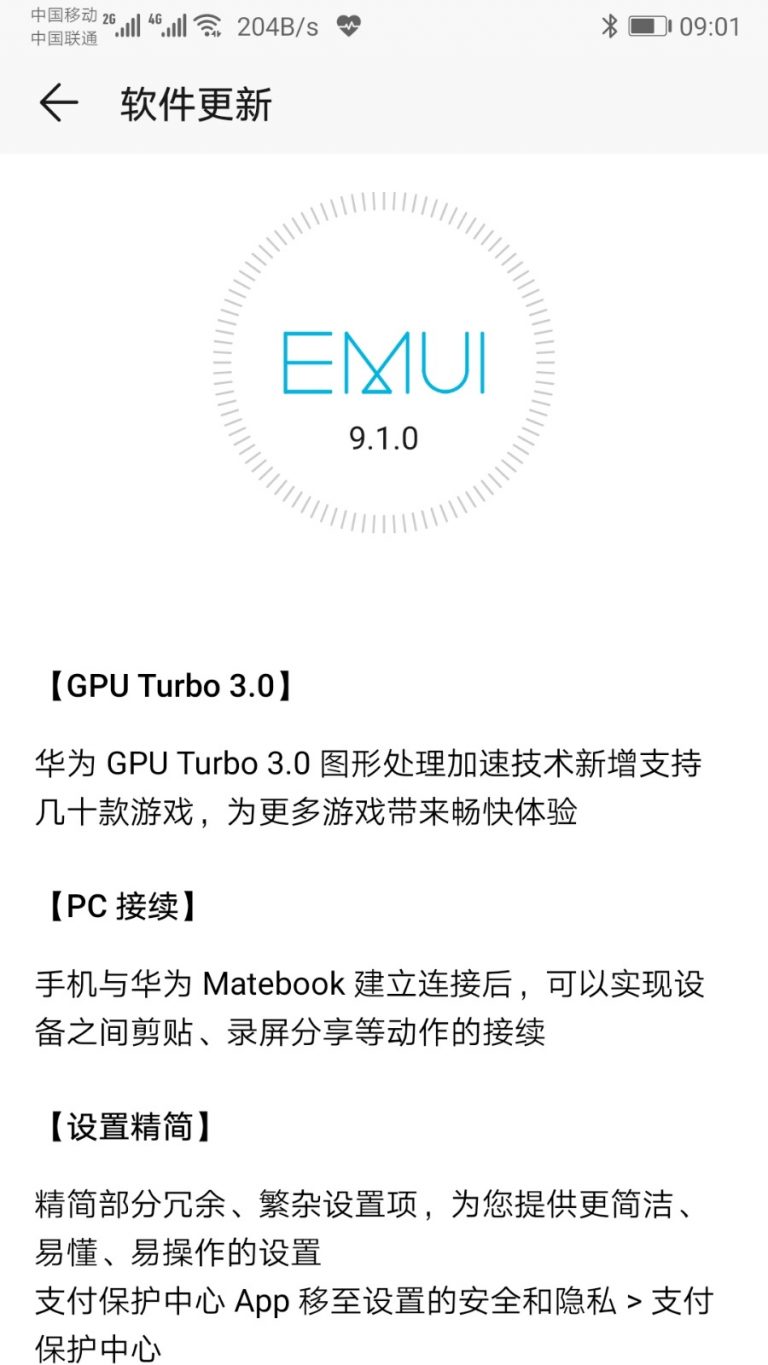 中国移动 2G 4G 204B/s 09:01
中国联通
软件更新
EMUI
9.1.0
【GPU Turbo 3.0】
华为 GPU Turbo 3.0 图形处理加速技术新增支持
几十款游戏，为更多游戏带来畅快体验
【PC 接续】
手机与华为 Matebook 建立连接后，可以实现设
备之间剪贴、录屏分享等动作的接续
【设置精简】
精简部分冗余、繁杂设置项，为您提供更简洁、
易懂、易操作的设置
支付保护中心 App 移至设置的安全和隐私 > 支付
保护中心